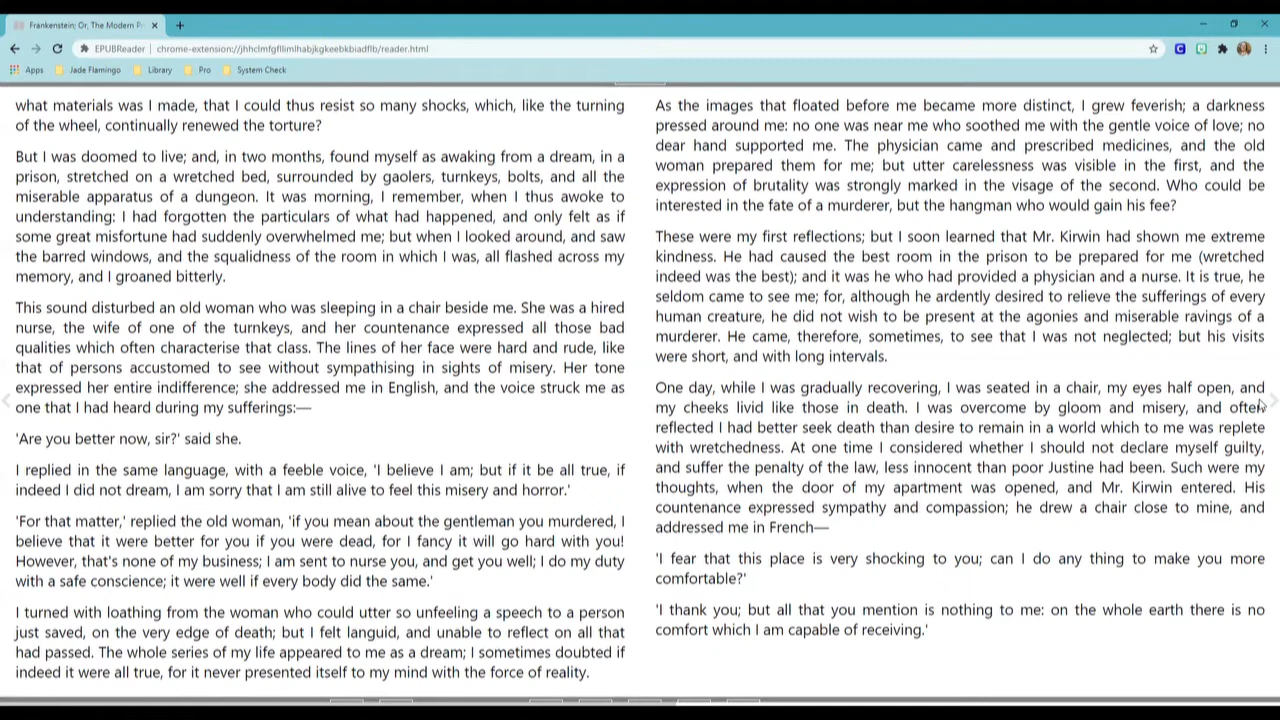 Frankenstein; Or, The Modern Pr
EPUBReader | chrome-extension://jhhclmfgfllimlhabjkgkeebkbiadflb/reader.html
Apps Jade Flamingo Library Pro System Check
what materials was I made, that I could thus resist so many shocks, which, like the turning
of the wheel, continually renewed the torture?
But I was doomed to live; and, in two months, found myself as awaking from a dream, in a
prison, stretched on a wretched bed, surrounded by gaolers, turnkeys, bolts, and all the
miserable apparatus of a dungeon. It was morning, I remember, when I thus awoke to
understanding: I had forgotten the particulars of what had happened, and only felt as if
some great misfortune had suddenly overwhelmed me; but when I looked around, and saw
the barred windows, and the squalidness of the room in which I was, all flashed across my
memory, and I groaned bitterly.
This sound disturbed an old woman who was sleeping in a chair beside me. She was a hired
nurse, the wife of one of the turnkeys, and her countenance expressed all those bad
qualities which often characterise that class. The lines of her face were hard and rude, like
that of persons accustomed to see without sympathising in sights of misery. Her tone
expressed her entire indifference; she addressed me in English, and the voice struck me as
one that I had heard during my sufferings:—
'Are you better now, sir?' said she.
I replied in the same language, with a feeble voice, 'I believe I am; but if it be all true, if
indeed I did not dream, I am sorry that I am still alive to feel this misery and horror.'
'For that matter,' replied the old woman, 'if you mean about the gentleman you murdered, I
believe that it were better for you if you were dead, for I fancy it will go hard with you!
However, that's none of my business; I am sent to nurse you, and get you well; I do my duty
with a safe conscience; it were well if every body did the same.'
I turned with loathing from the woman who could utter so unfeeling a speech to a person
just saved, on the very edge of death; but I felt languid, and unable to reflect on all that
had passed. The whole series of my life appeared to me as a dream; I sometimes doubted if
indeed it were all true, for it never presented itself to my mind with the force of reality.
As the images that floated before me became more distinct, I grew feverish; a darkness
pressed around me: no one was near me who soothed me with the gentle voice of love; no
dear hand supported me. The physician came and prescribed medicines, and the old
woman prepared them for me; but utter carelessness was visible in the first, and the
expression of brutality was strongly marked in the visage of the second. Who could be
interested in the fate of a murderer, but the hangman who would gain his fee?
These were my first reflections; but I soon learned that Mr. Kirwin had shown me extreme
kindness. He had caused the best room in the prison to be prepared for me (wretched
indeed was the best); and it was he who had provided a physician and a nurse. It is true, he
seldom came to see me; for, although he ardently desired to relieve the sufferings of every
human creature, he did not wish to be present at the agonies and miserable ravings of a
murderer. He came, therefore, sometimes, to see that I was not neglected; but his visits
were short, and with long intervals.
One day, while I was gradually recovering, I was seated in a chair, my eyes half open, and
my cheeks livid like those in death. I was overcome by gloom and misery, and often
reflected I had better seek death than desire to remain in a world which to me was replete
with wretchedness. At one time I considered whether I should not declare myself guilty,
and suffer the penalty of the law, less innocent than poor Justine had been. Such were my
thoughts, when the door of my apartment was opened, and Mr. Kirwin entered. His
countenance expressed sympathy and compassion; he drew a chair close to mine, and
addressed me in French—
'I fear that this place is very shocking to you; can I do any thing to make you more
comfortable?'
'I thank you; but all that you mention is nothing to me: on the whole earth there is no
comfort which I am capable of receiving.'